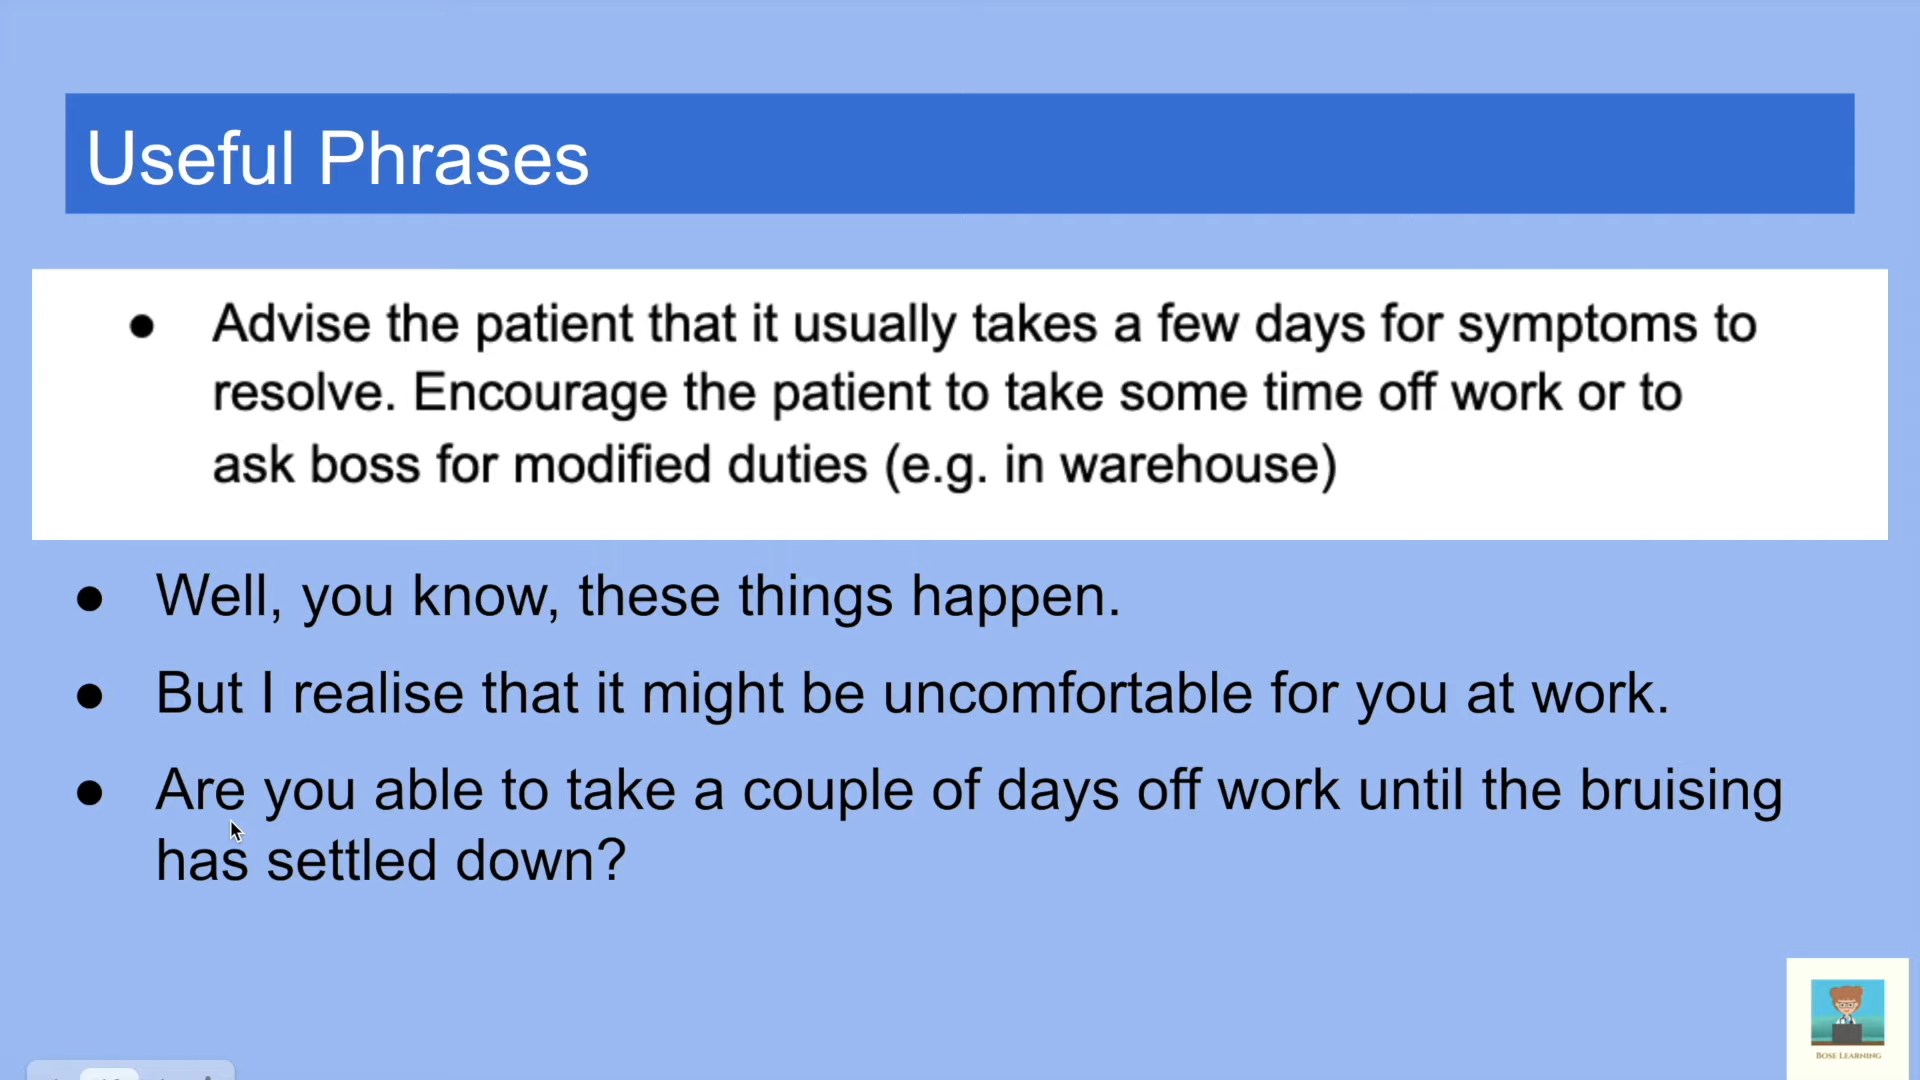 Useful Phrases
● Advise the patient that it usually takes a few days for symptoms to
resolve. Encourage the patient to take some time off work or to
ask boss for modified duties (e.g. in warehouse)
● Well, you know, these things happen.
● But I realise that it might be uncomfortable for you at work.
● Are you able to take a couple of days off work until the bruising
has settled down?
BOSE LEARNING